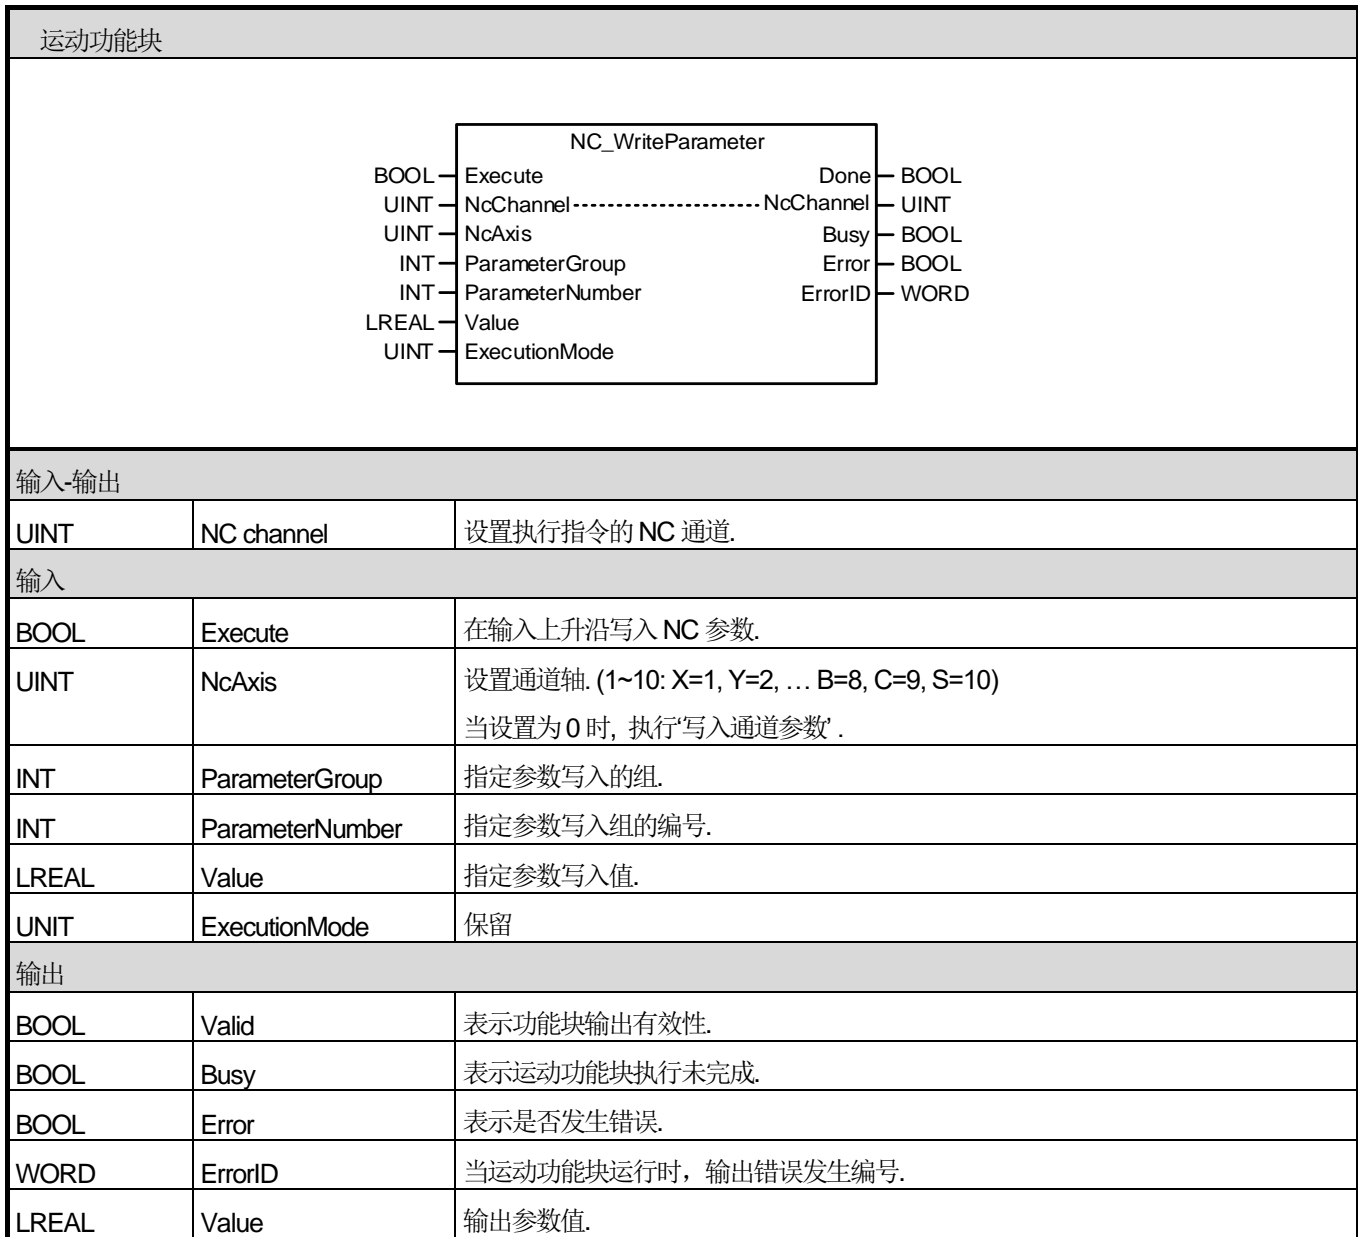 运动功能块
NC_WriteParameter
BOOL Execute Done BOOL
UINT NcChannel NcChannel UINT
UINT NcAxis Busy BOOL
INT ParameterGroup Error BOOL
INT ParameterNumber ErrorID WORD
LREAL Value
UINT ExecutionMode
输入-输出
UINT NC channel 设置执行指令的 NC 通道.
输入
BOOL Execute 在输入上升沿写入 NC 参数.
UINT NcAxis 设置通道轴. (1~10: X=1, Y=2, … B=8, C=9, S=10)
当设置为 0 时, 执行‘写入通道参数’.
INT ParameterGroup 指定参数写入的组.
INT ParameterNumber 指定参数写入组的编号.
LREAL Value 指定参数写入值.
UNIT ExecutionMode 保留
输出
BOOL Valid 表示功能块输出有效性.
BOOL Busy 表示运动功能块执行未完成.
BOOL Error 表示是否发生错误.
WORD ErrorID 当运动功能块运行时，输出错误发生编号.
LREAL Value 输出参数值.